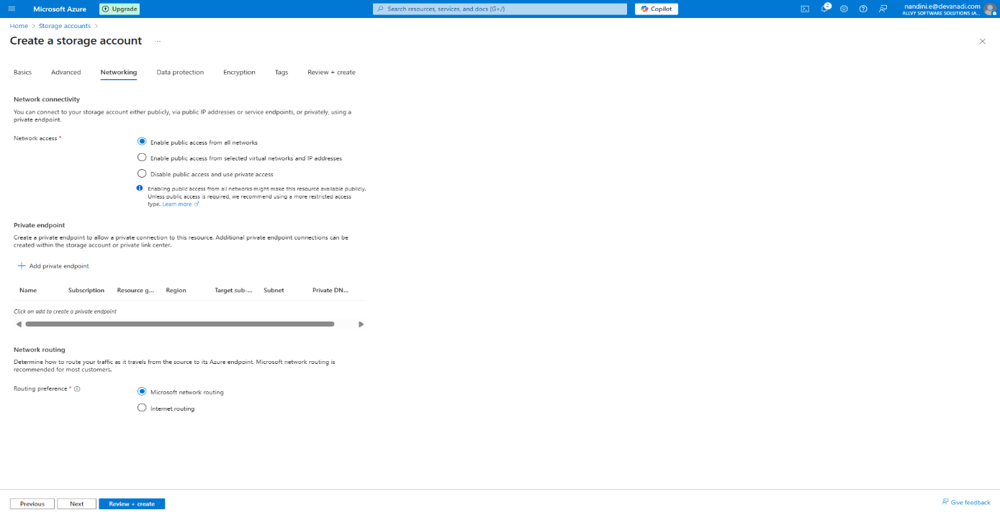 Microsoft Azure
Upgrade
Search resources, services, and docs (G+/)
Copilot
2
nandini.e@devanadi.com
ALLVY SOFTWARE SOLUTIONS (A...
Home > Storage accounts >
Create a storage account ...
Basics Advanced Networking Data protection Encryption Tags Review + create
Network connectivity
You can connect to your storage account either publicly, via public IP addresses or service endpoints, or privately, using a
private endpoint.
Network access *
Enable public access from all networks
Enable public access from selected virtual networks and IP addresses
Disable public access and use private access
Enabling public access from all networks might make this resource available publicly.
Unless public access is required, we recommend using a more restricted access
type. Learn more
Private endpoint
Create a private endpoint to allow a private connection to this resource. Additional private endpoint connections can be
created within the storage account or private link center.
+ Add private endpoint
Name Subscription Resource g... Region Target sub-... Subnet Private DN...
Click on add to create a private endpoint
Network routing
Determine how to route your traffic as it travels from the source to its Azure endpoint. Microsoft network routing is
recommended for most customers.
Routing preference *
Microsoft network routing
Internet routing
Previous Next Review + create
Give feedback